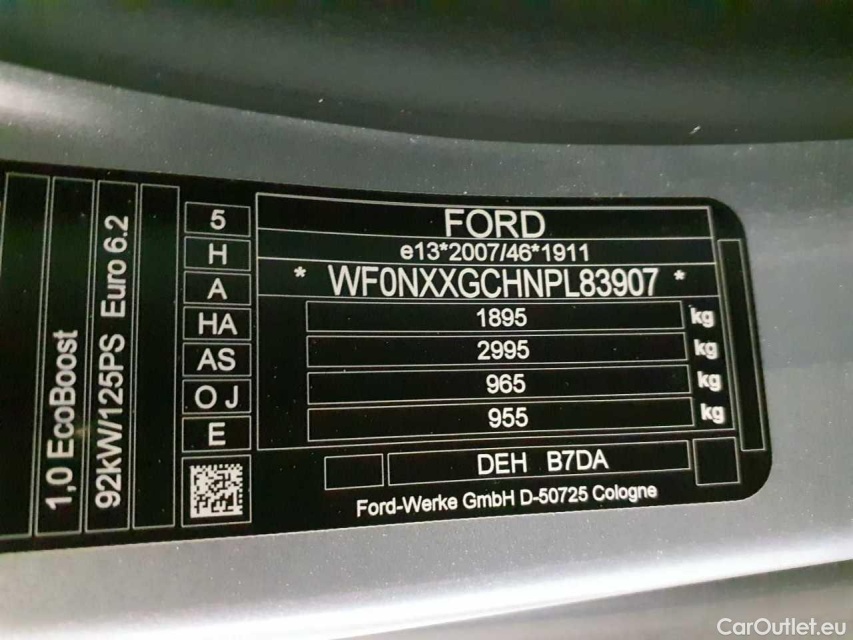 1,0 EcoBoost
92kW/125PS Euro 6.2
5
H
A
HA
AS
O J
E
FORD
e13*2007/46*1911
* WF0NXXGCHNPL83907 *
1895 kg
2995 kg
965 kg
955 kg
DEH B7DA
Ford-Werke GmbH D-50725 Cologne
CarOutlet.eu